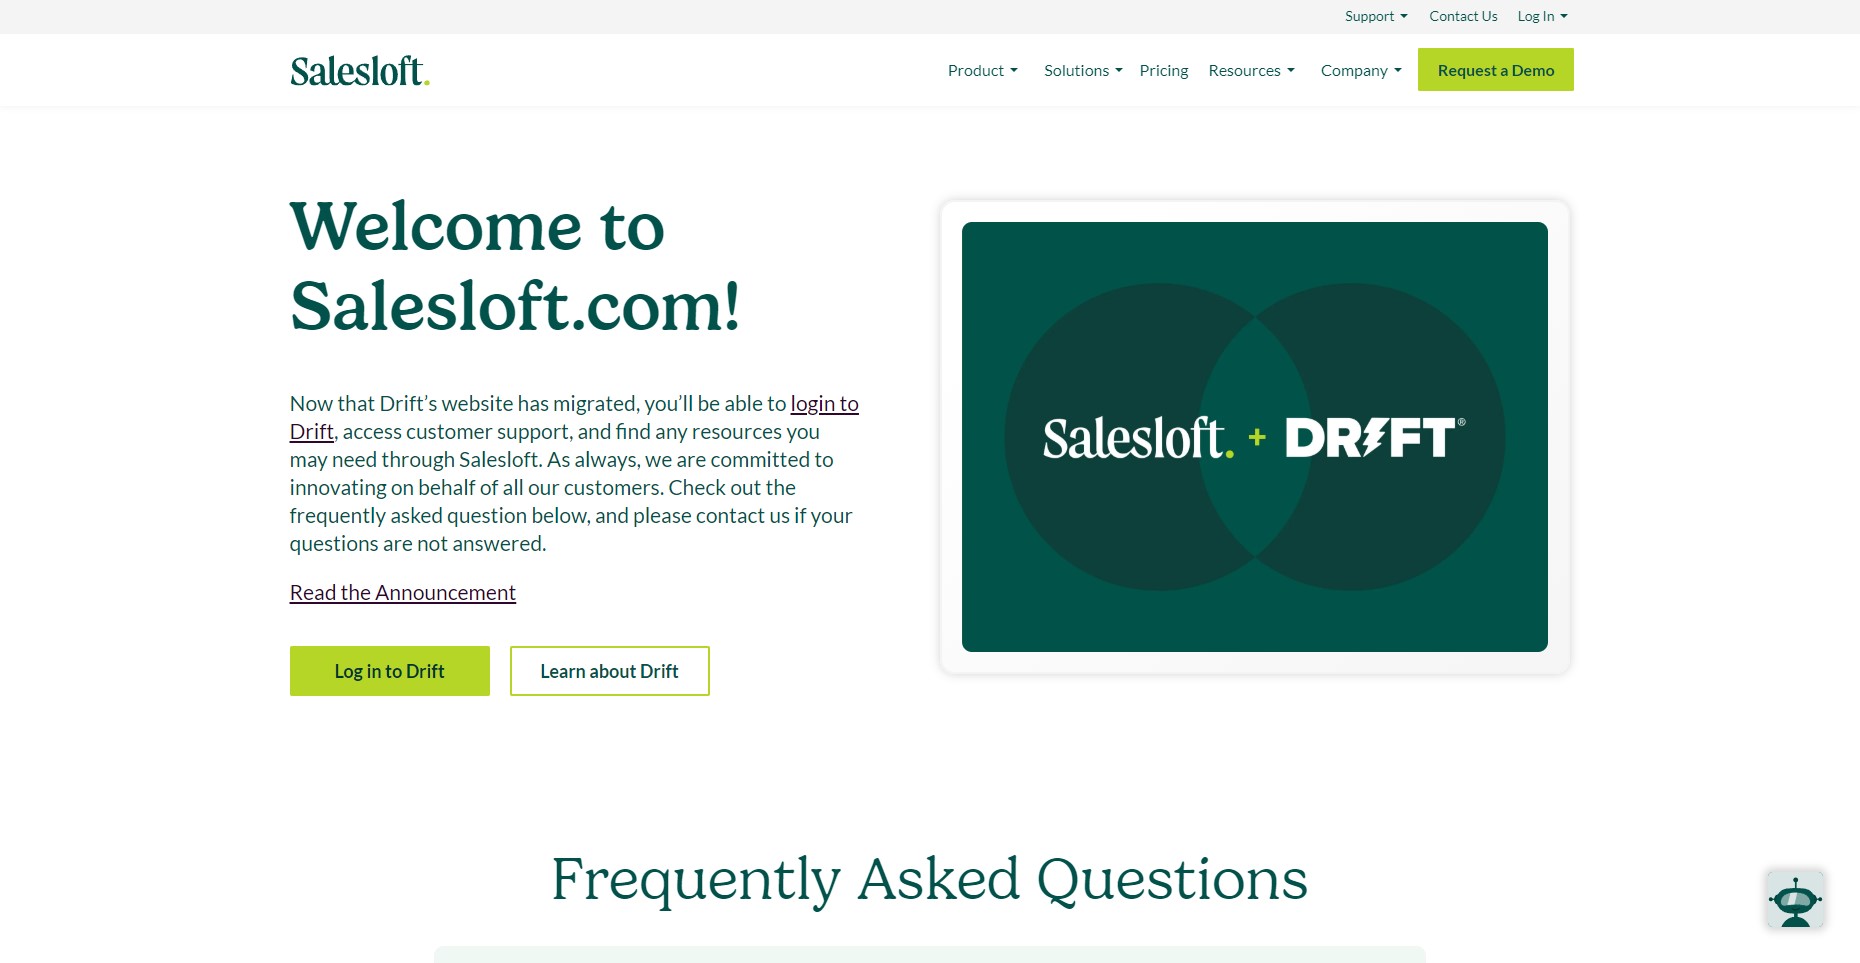 Support Contact Us Log In
Salesloft.
Product Solutions Pricing Resources Company Request a Demo
Welcome to
Salesloft.com!
Now that Drift’s website has migrated, you’ll be able to login to
Drift, access customer support, and find any resources you
may need through Salesloft. As always, we are committed to
innovating on behalf of all our customers. Check out the
frequently asked question below, and please contact us if your
questions are not answered.
Read the Announcement
Log in to Drift Learn about Drift
Salesloft. + DRIFT®
Frequently Asked Questions